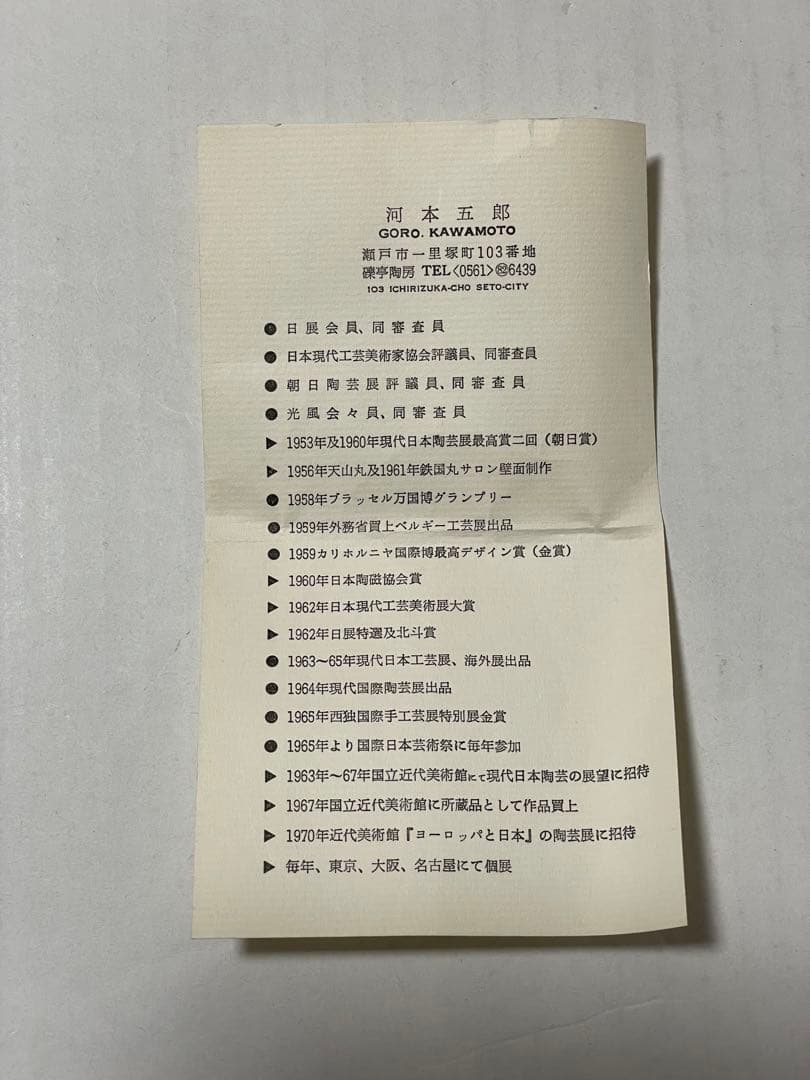 河本五郎
GORO. KAWAMOTO
瀬戸市一里塚町103番地
礫亭陶房 TEL〈0561〉㉒6439
103 ICHIRIZUKA-CHO SETO-CITY
● 日展会員、同審査員
● 日本現代工芸美術家協会評議員、同審査員
● 朝日陶芸展評議員、同審査員
● 光風会々員、同審査員
▶ 1953年及1960年現代日本陶芸展最高賞二回（朝日賞）
▶ 1956年天山丸及1961年鉄国丸サロン壁面制作
● 1958年ブラッセル万国博グランプリー
● 1959年外務省買上ベルギー工芸展出品
● 1959カリホルニヤ国際博最高デザイン賞（金賞）
▶ 1960年日本陶磁協会賞
▶ 1962年日本現代工芸美術展大賞
▶ 1962年日展特選及北斗賞
● 1963〜65年現代日本工芸展、海外展出品
● 1964年現代国際陶芸展出品
● 1965年西独国際手工芸展特別展金賞
● 1965年より国際日本芸術祭に毎年参加
▶ 1963年〜67年国立近代美術館にて現代日本陶芸の展望に招待
▶ 1967年国立近代美術館に所蔵品として作品買上
▶ 1970年近代美術館『ヨーロッパと日本』の陶芸展に招待
▶ 毎年、東京、大阪、名古屋にて個展